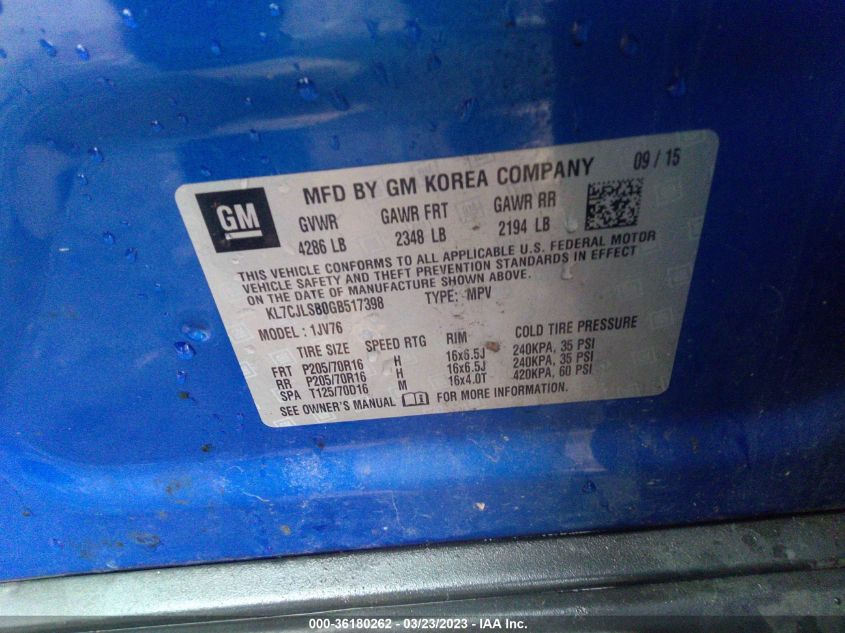 MFD BY GM KOREA COMPANY 09 / 15
GM
GVWR GAWR FRT GAWR RR
4286 LB 2348 LB 2194 LB
THIS VEHICLE CONFORMS TO ALL APPLICABLE U.S. FEDERAL MOTOR
VEHICLE SAFETY AND THEFT PREVENTION STANDARDS IN EFFECT
ON THE DATE OF MANUFACTURE SHOWN ABOVE.
KL7CJLSB0GB517398 TYPE: MPV
MODEL: 1JV76
TIRE SIZE SPEED RTG RIM COLD TIRE PRESSURE
FRT P205/70R16 H 16x6.5J 240KPA, 35 PSI
RR P205/70R16 H 16x6.5J 240KPA, 35 PSI
SPA T125/70D16 M 16x4.0T 420KPA, 60 PSI
SEE OWNER'S MANUAL FOR MORE INFORMATION.
000-36180262 - 03/23/2023 - IAA Inc.